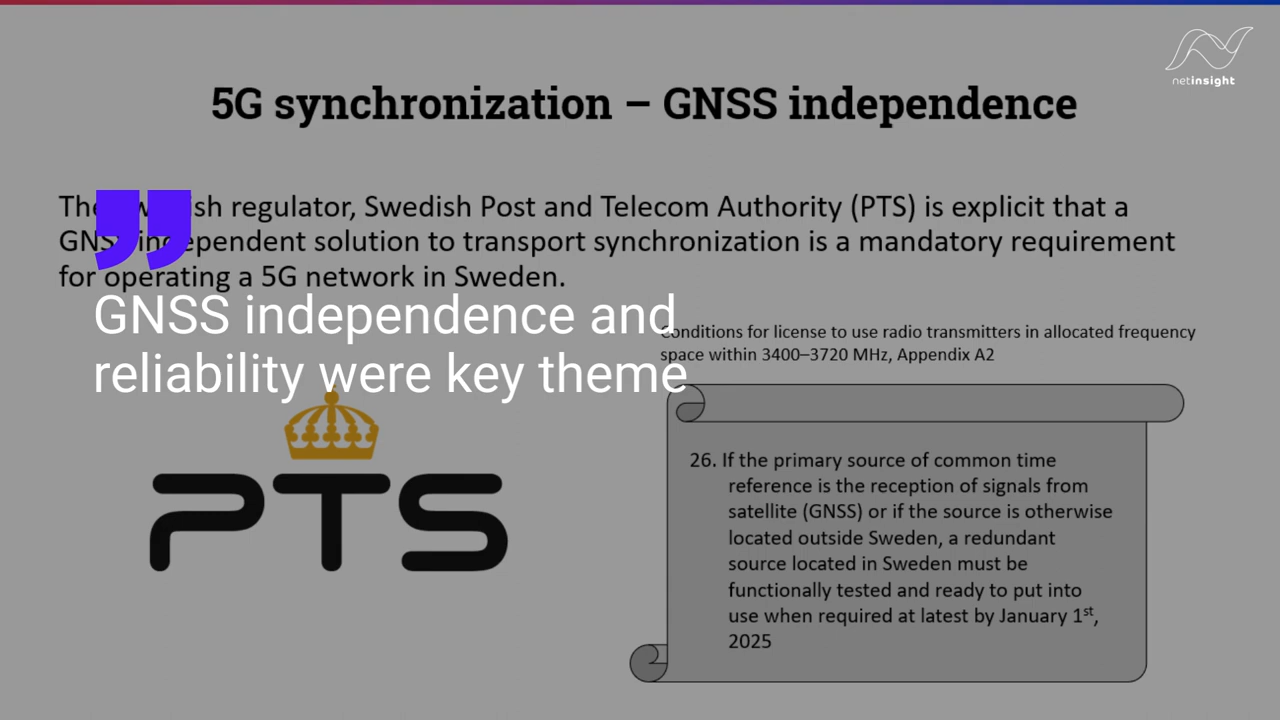 netinsight
5G synchronization – GNSS independence
The ish regulator, Swedish Post and Telecom Authority (PTS) is explicit that a
independent solution to transport synchronization is a mandatory requirement
for operating a 5G network in Sweden.
GNSS independence and
reliability were key theme
Conditions for license to use radio transmitters in allocated frequency
space within 3400–3720 MHz, Appendix A2
PTS
26. If the primary source of common time
reference is the reception of signals from
satellite (GNSS) or if the source is otherwise
located outside Sweden, a redundant
source located in Sweden must be
functionally tested and ready to put into
use when required at latest by January 1st,
2025